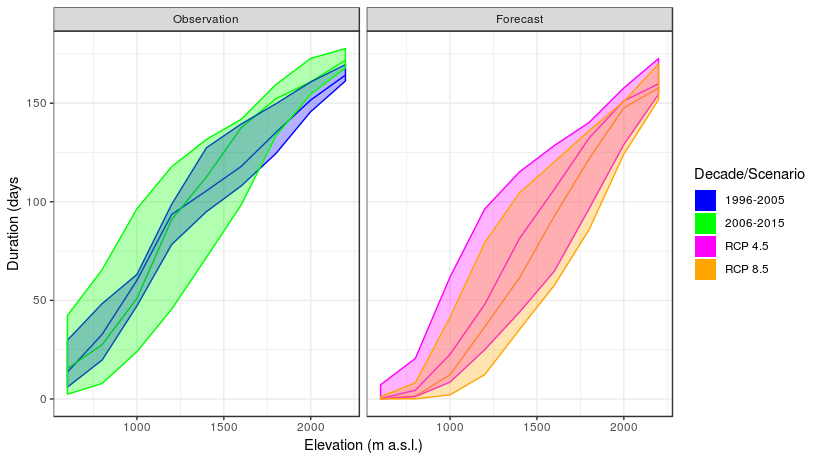 Observation
Forecast
Duration (days
150
100
50
0
1000
1500
2000
1000
1500
2000
Elevation (m a.s.l.)
Decade/Scenario
1996-2005
2006-2015
RCP 4.5
RCP 8.5